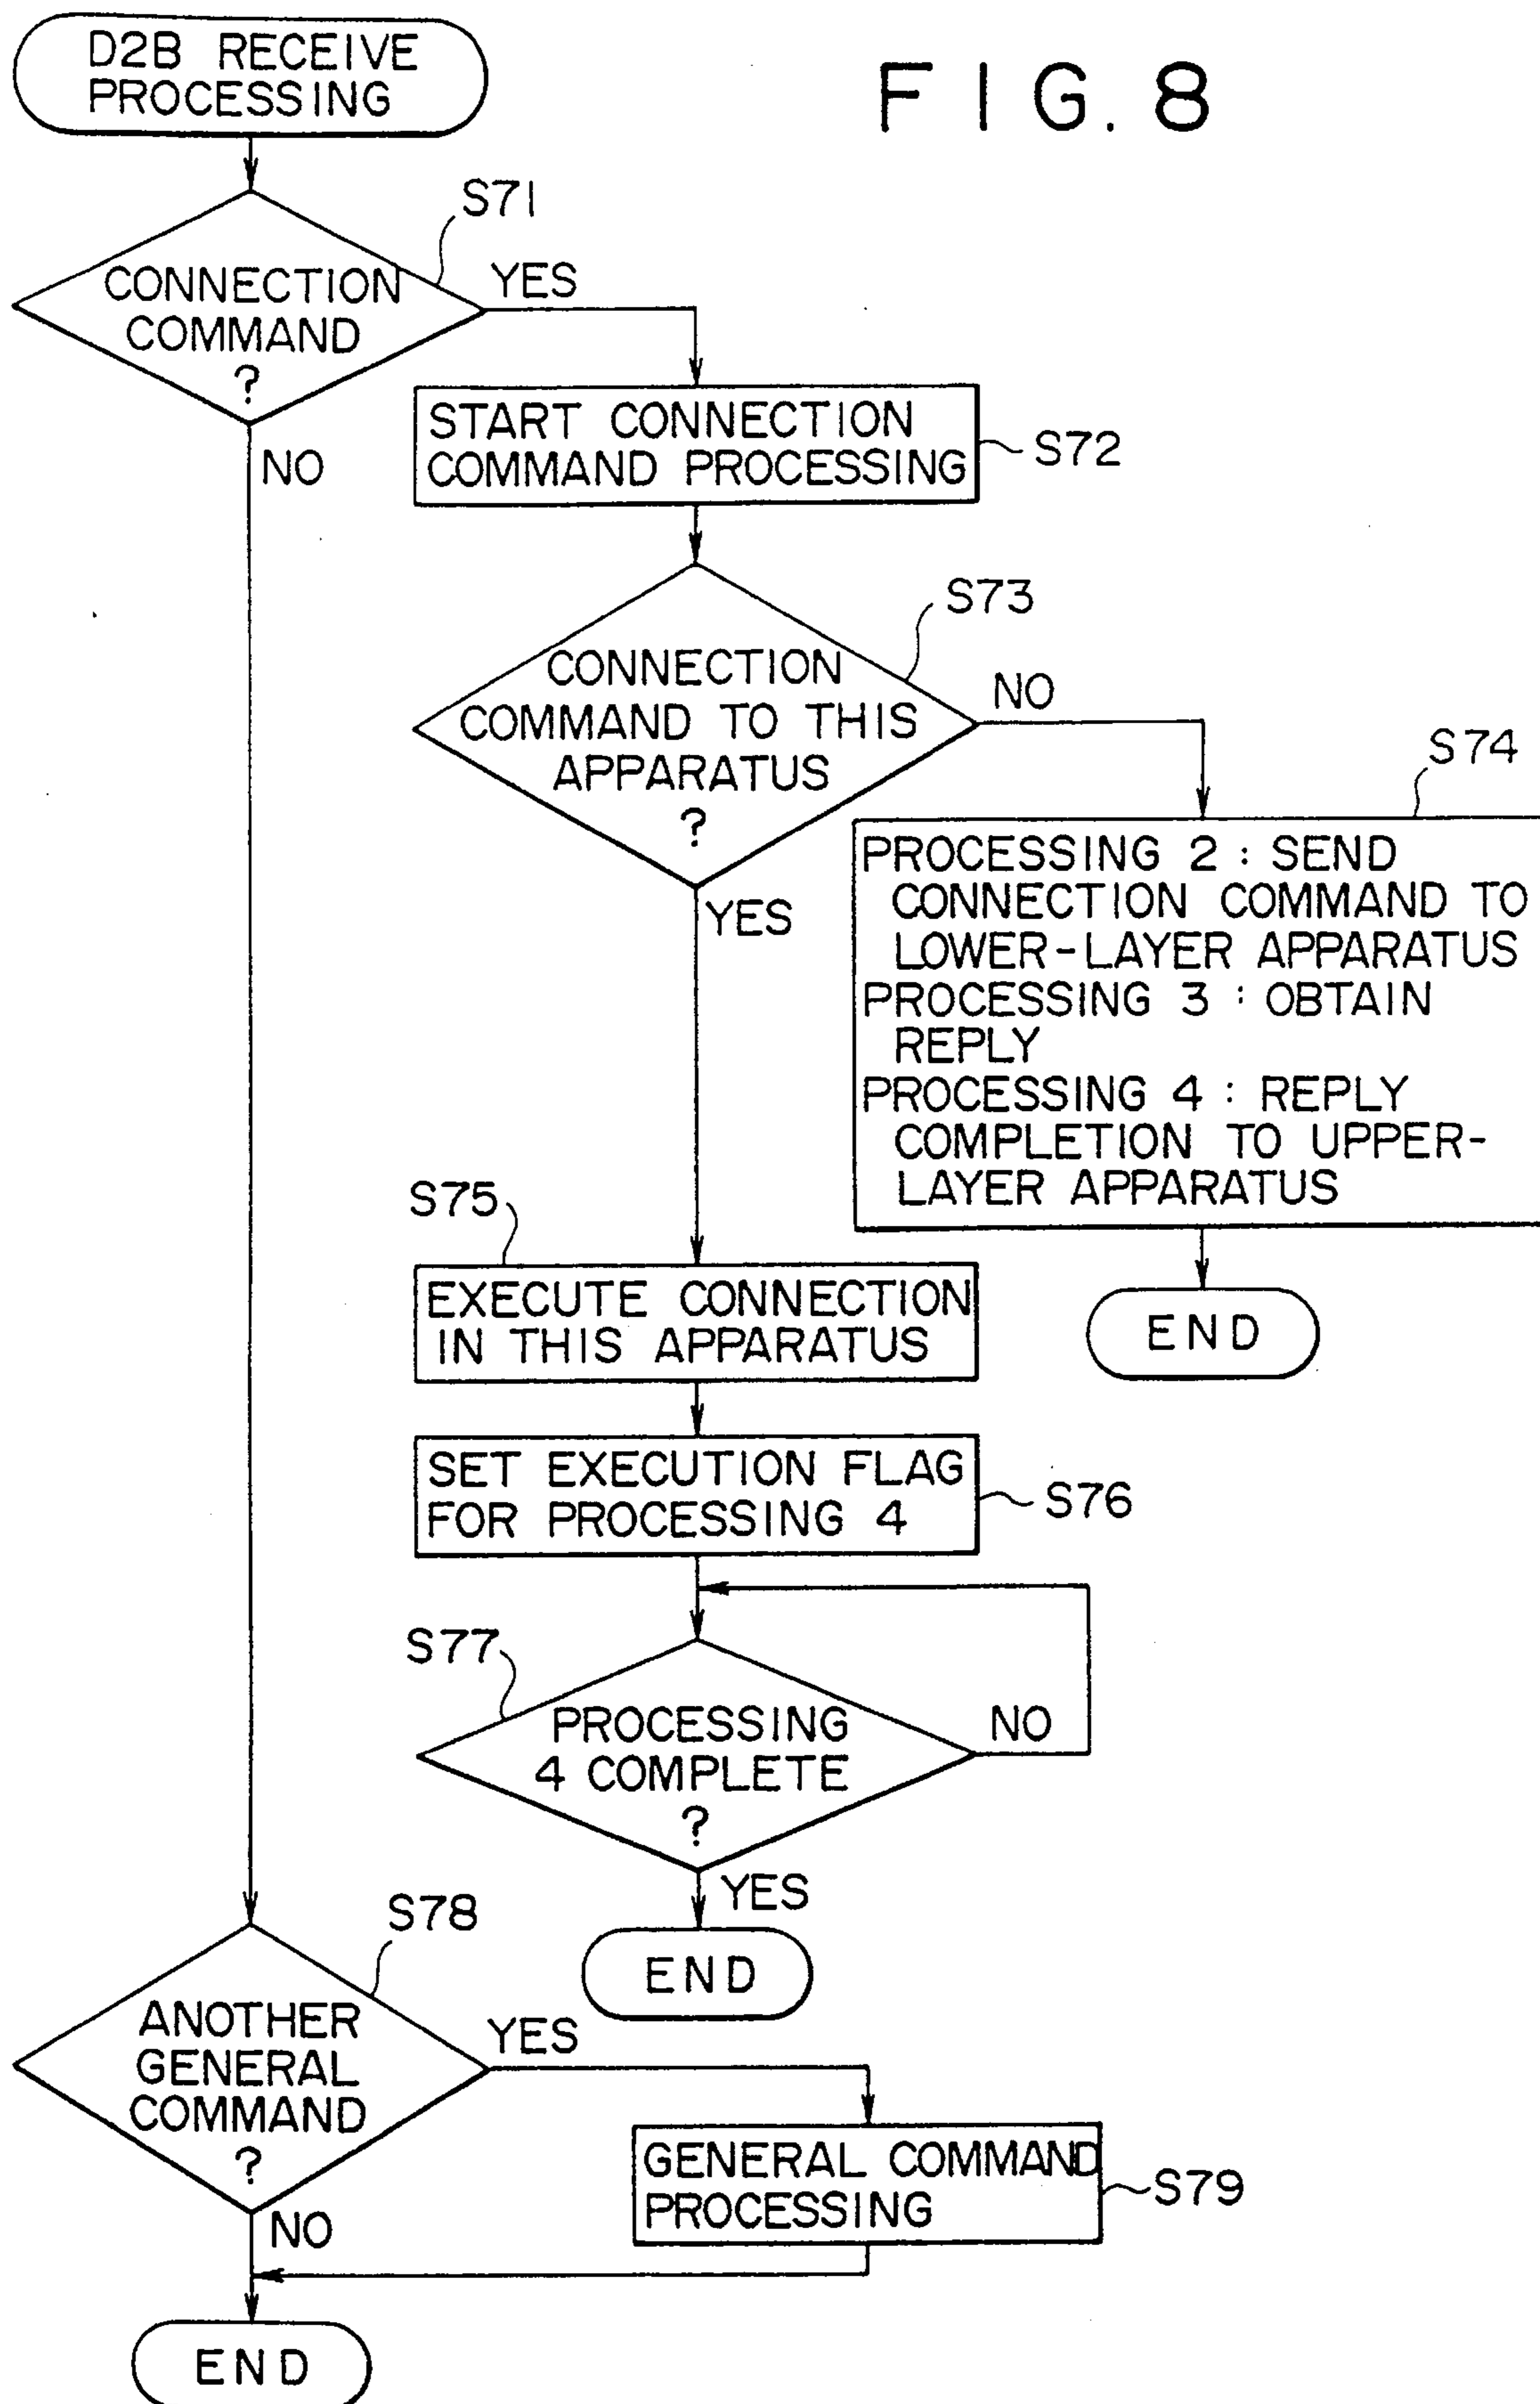 D2B RECEIVE
PROCESSING
FIG. 8
S71
CONNECTION
COMMAND
?
YES
NO
START CONNECTION
COMMAND PROCESSING
S72
S73
CONNECTION
COMMAND TO THIS
APPARATUS
?
NO
YES
S74
PROCESSING 2 : SEND
CONNECTION COMMAND TO
LOWER-LAYER APPARATUS
PROCESSING 3 : OBTAIN
REPLY
PROCESSING 4 : REPLY
COMPLETION TO UPPER-
LAYER APPARATUS
END
S75
EXECUTE CONNECTION
IN THIS APPARATUS
SET EXECUTION FLAG
FOR PROCESSING 4
S76
S77
PROCESSING
4 COMPLETE
?
NO
YES
END
S78
ANOTHER
GENERAL
COMMAND
?
YES
NO
GENERAL COMMAND
PROCESSING
S79
END